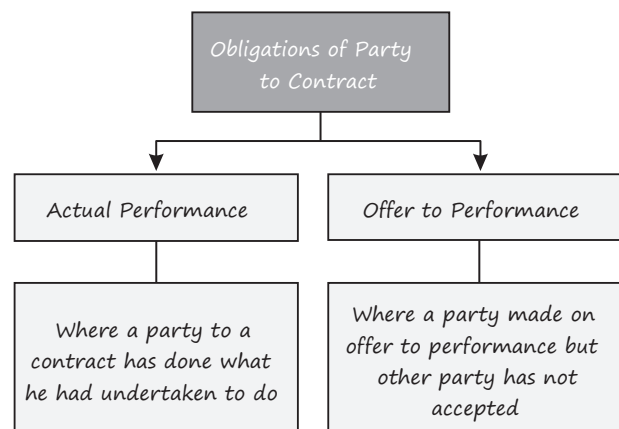 Obligations of Party
to Contract
Actual Performance
Offer to Performance
Where a party to a
contract has done what
he had undertaken to do
Where a party made on
offer to performance but
other party has not
accepted